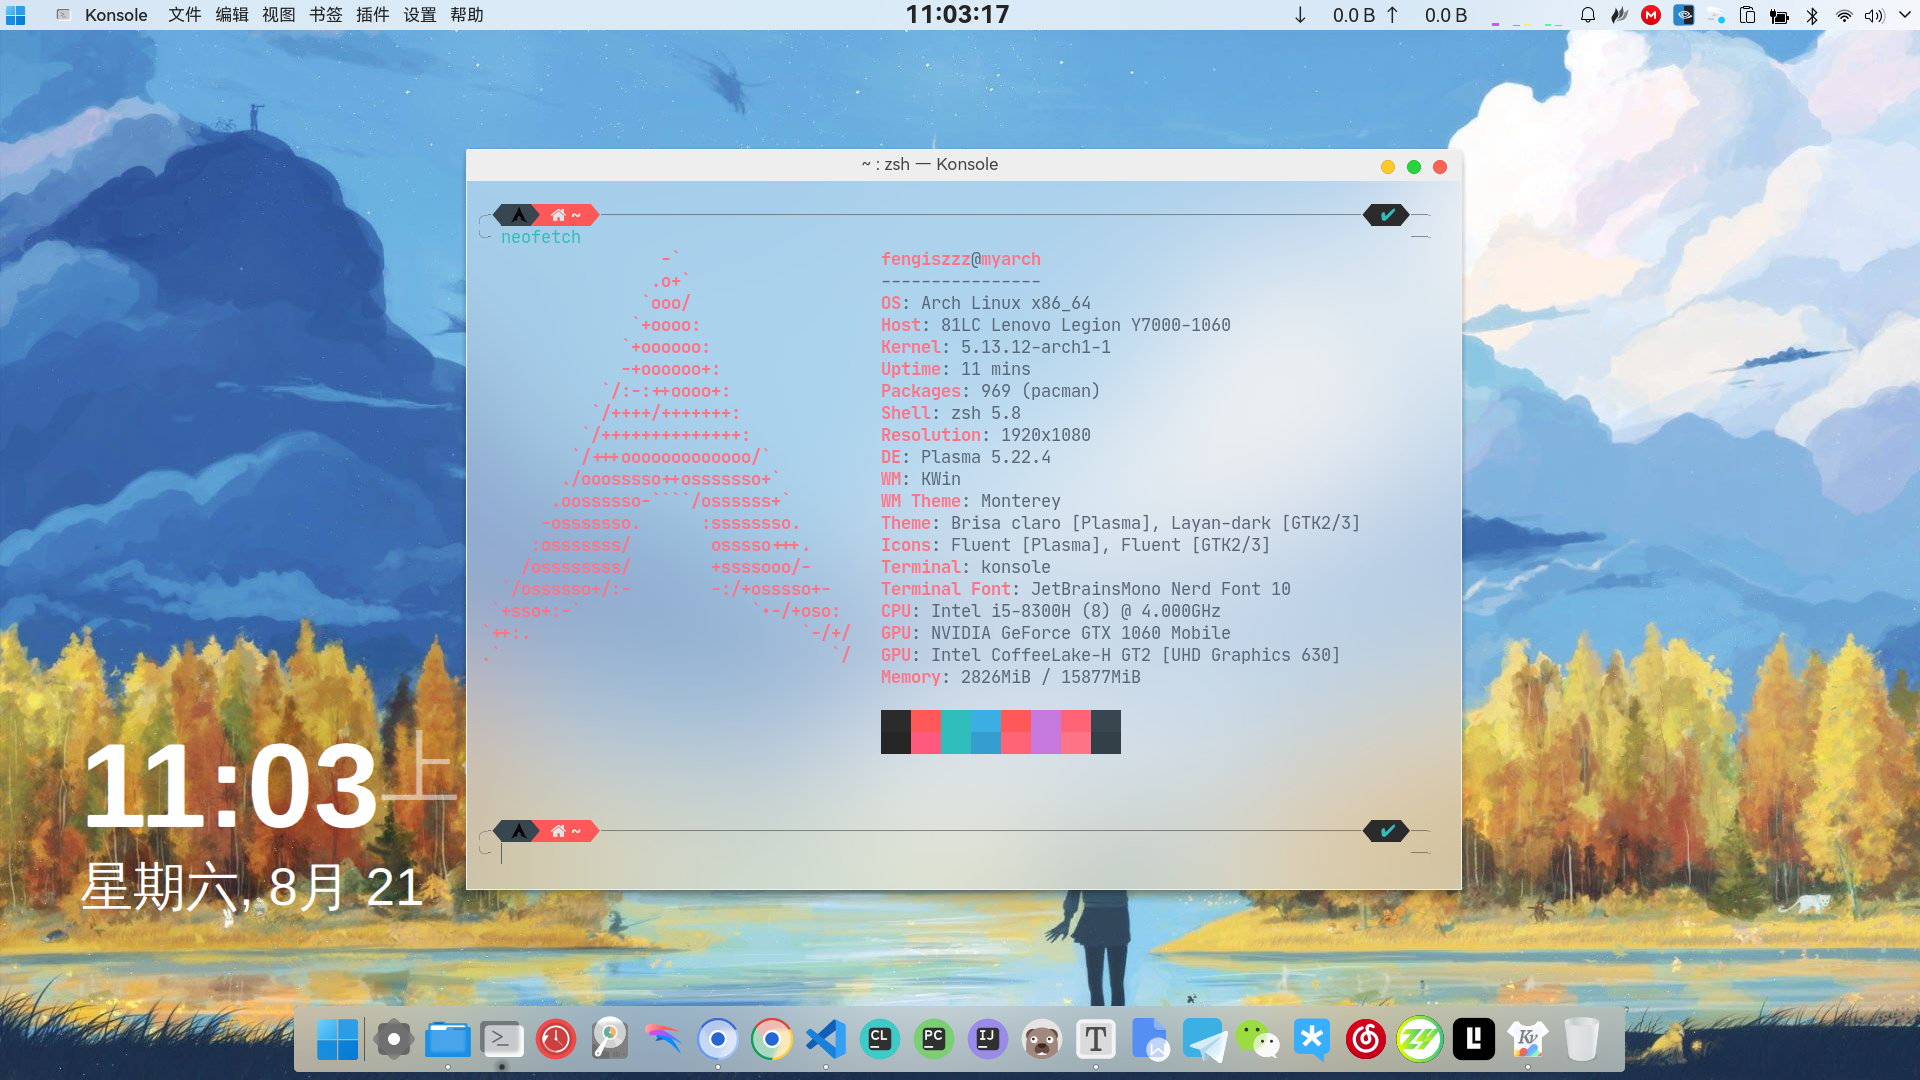 Konsole 文件 编辑 视图 书签 插件 设置 帮助
11:03:17
↓ 0.0 B ↑ 0.0 B
~ : zsh — Konsole
~
neofetch
fengiszzz@myarch
----------------
OS: Arch Linux x86_64
Host: 81LC Lenovo Legion Y7000-1060
Kernel: 5.13.12-arch1-1
Uptime: 11 mins
Packages: 969 (pacman)
Shell: zsh 5.8
Resolution: 1920x1080
DE: Plasma 5.22.4
WM: KWin
WM Theme: Monterey
Theme: Brisa claro [Plasma], Layan-dark [GTK2/3]
Icons: Fluent [Plasma], Fluent [GTK2/3]
Terminal: konsole
Terminal Font: JetBrainsMono Nerd Font 10
CPU: Intel i5-8300H (8) @ 4.000GHz
GPU: NVIDIA GeForce GTX 1060 Mobile
GPU: Intel CoffeeLake-H GT2 [UHD Graphics 630]
Memory: 2826MiB / 15877MiB
~
11:03 上
星期六, 8月 21
CL PC IJ T W ZY Kv